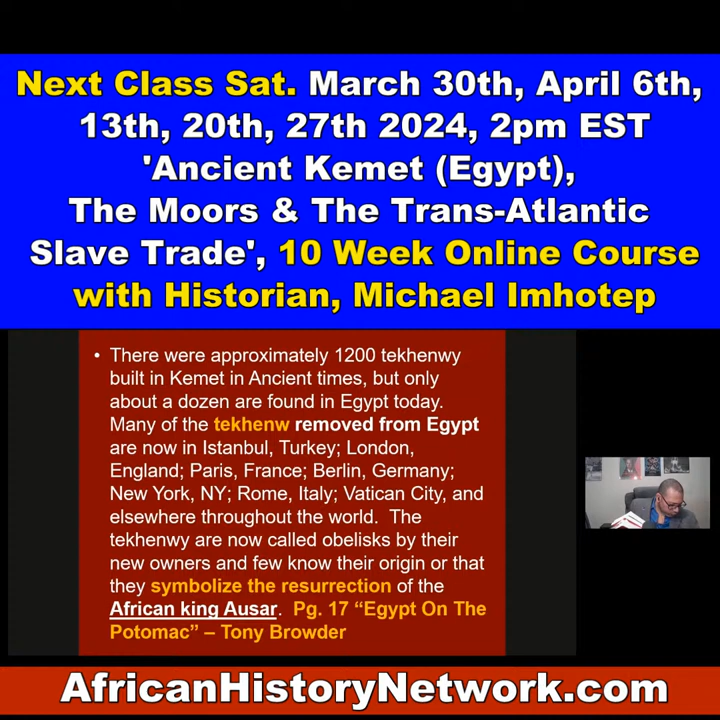 Next Class Sat. March 30th, April 6th,
13th, 20th, 27th 2024, 2pm EST
'Ancient Kemet (Egypt),
The Moors & The Trans-Atlantic
Slave Trade', 10 Week Online Course
with Historian, Michael Imhotep
• There were approximately 1200 tekhenwy
built in Kemet in Ancient times, but only
about a dozen are found in Egypt today.
Many of the tekhenw removed from Egypt
are now in Istanbul, Turkey; London,
England; Paris, France; Berlin, Germany;
New York, NY; Rome, Italy; Vatican City, and
elsewhere throughout the world. The
tekhenwy are now called obelisks by their
new owners and few know their origin or that
they symbolize the resurrection of the
African king Ausar. Pg. 17 “Egypt On The
Potomac” – Tony Browder
AfricanHistoryNetwork.com